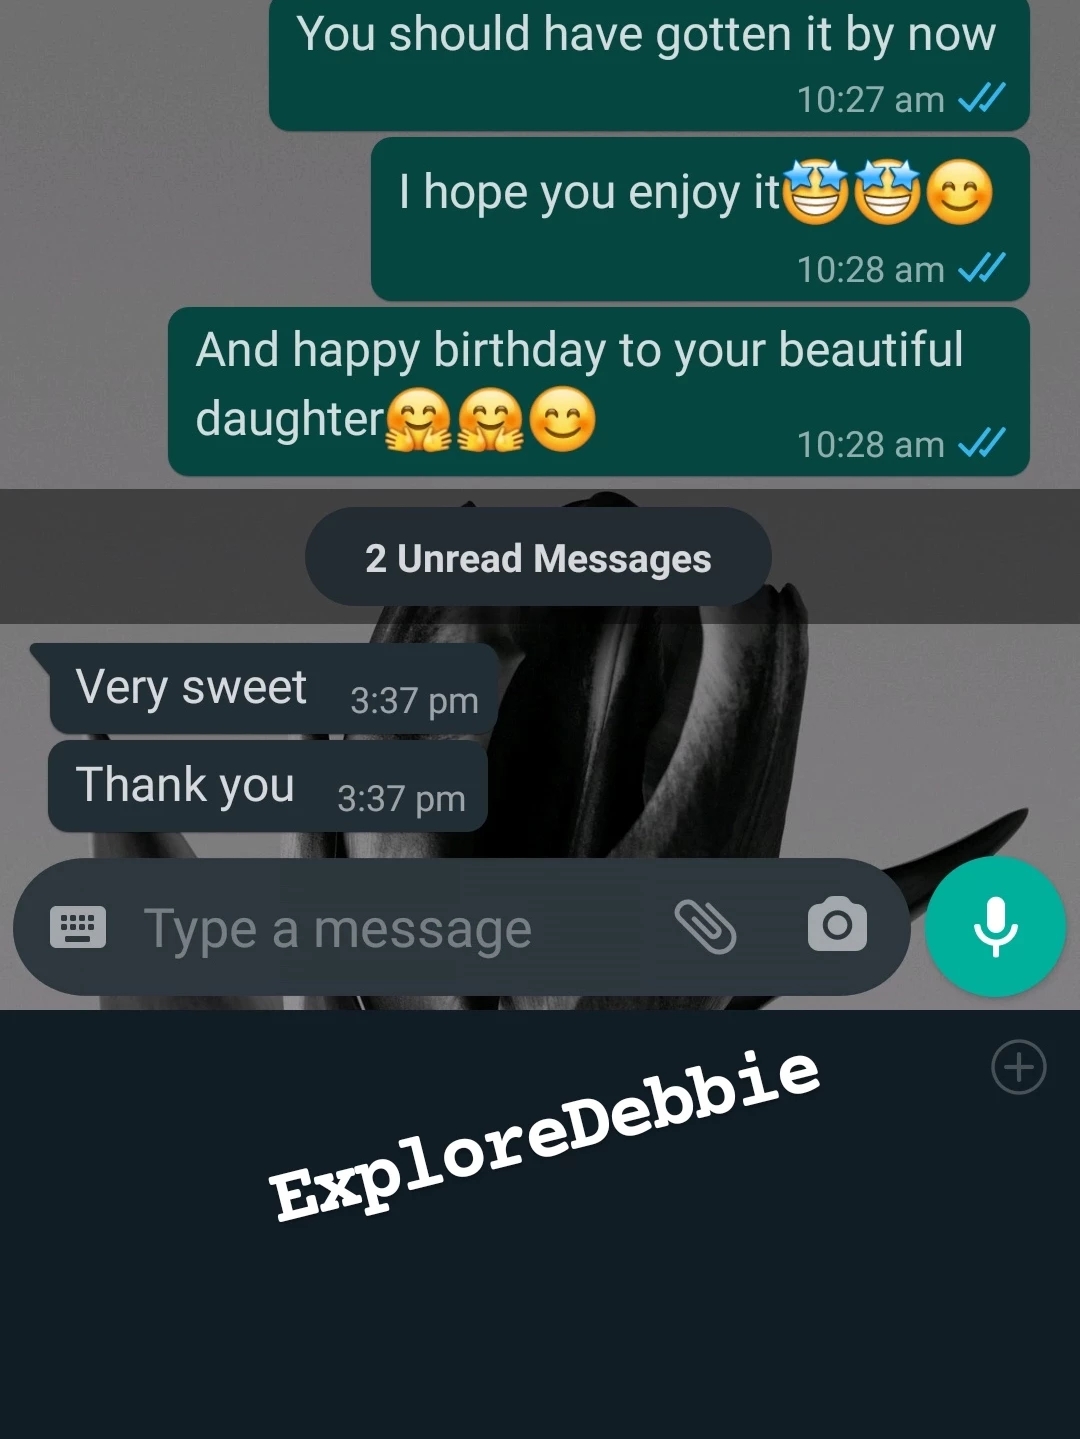 You should have gotten it by now
10:27 am
I hope you enjoy it🤩🤩😊
10:28 am
And happy birthday to your beautiful
daughter🤗🤗😊
10:28 am
2 Unread Messages
Very sweet 3:37 pm
Thank you 3:37 pm
Type a message
ExploreDebbie